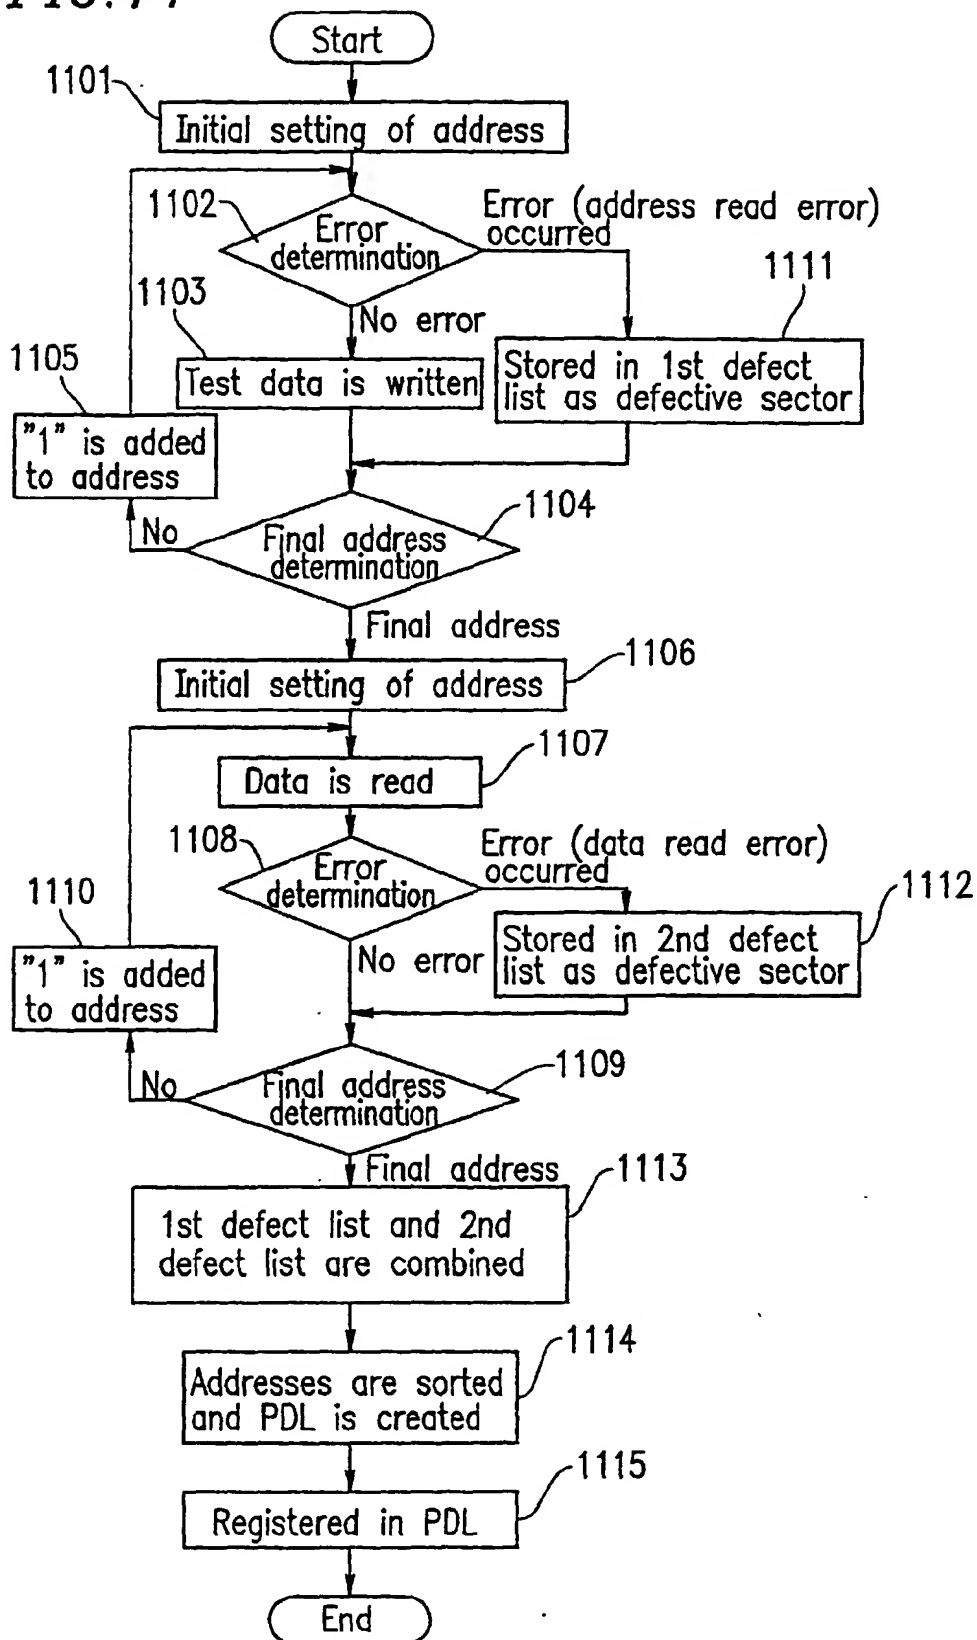 Start
1101
Initial setting of address
1102
Error
determination
Error (address read error)
occurred
1111
1103
No error
1105
Test data is written
Stored in 1st defect
list as defective sector
"1" is added
to address
1104
No
Final address
determination
Final address
1106
Initial setting of address
1107
Data is read
1108
Error
determination
Error (data read error)
occurred
1112
1110
No error
Stored in 2nd defect
list as defective sector
"1" is added
to address
1109
No
Final address
determination
Final address
1113
1st defect list and 2nd
defect list are combined
1114
Addresses are sorted
and PDL is created
1115
Registered in PDL
End